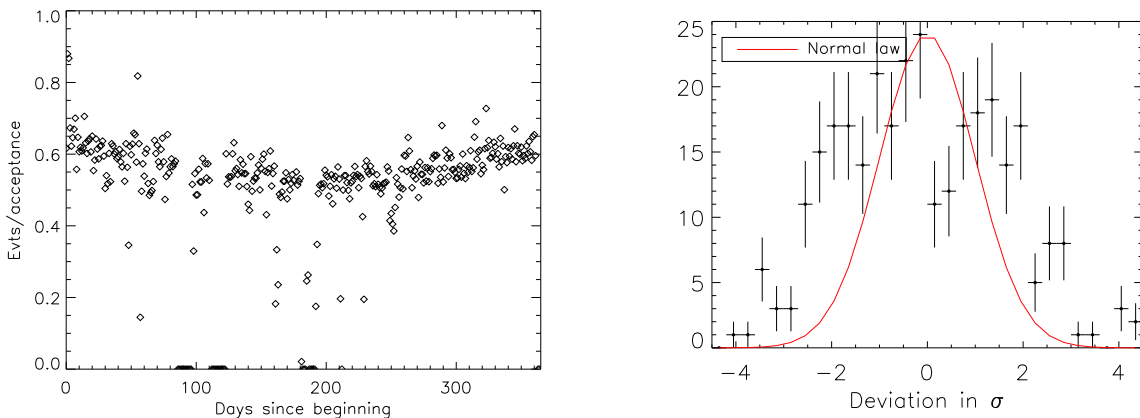 1.0
0.8
0.6
0.4
0.2
0.0
Evts/acceptance
0 100 200 300
Days since beginning
25
20
15
10
5
0
Normal law
−4 −2 0 2 4
Deviation in σ